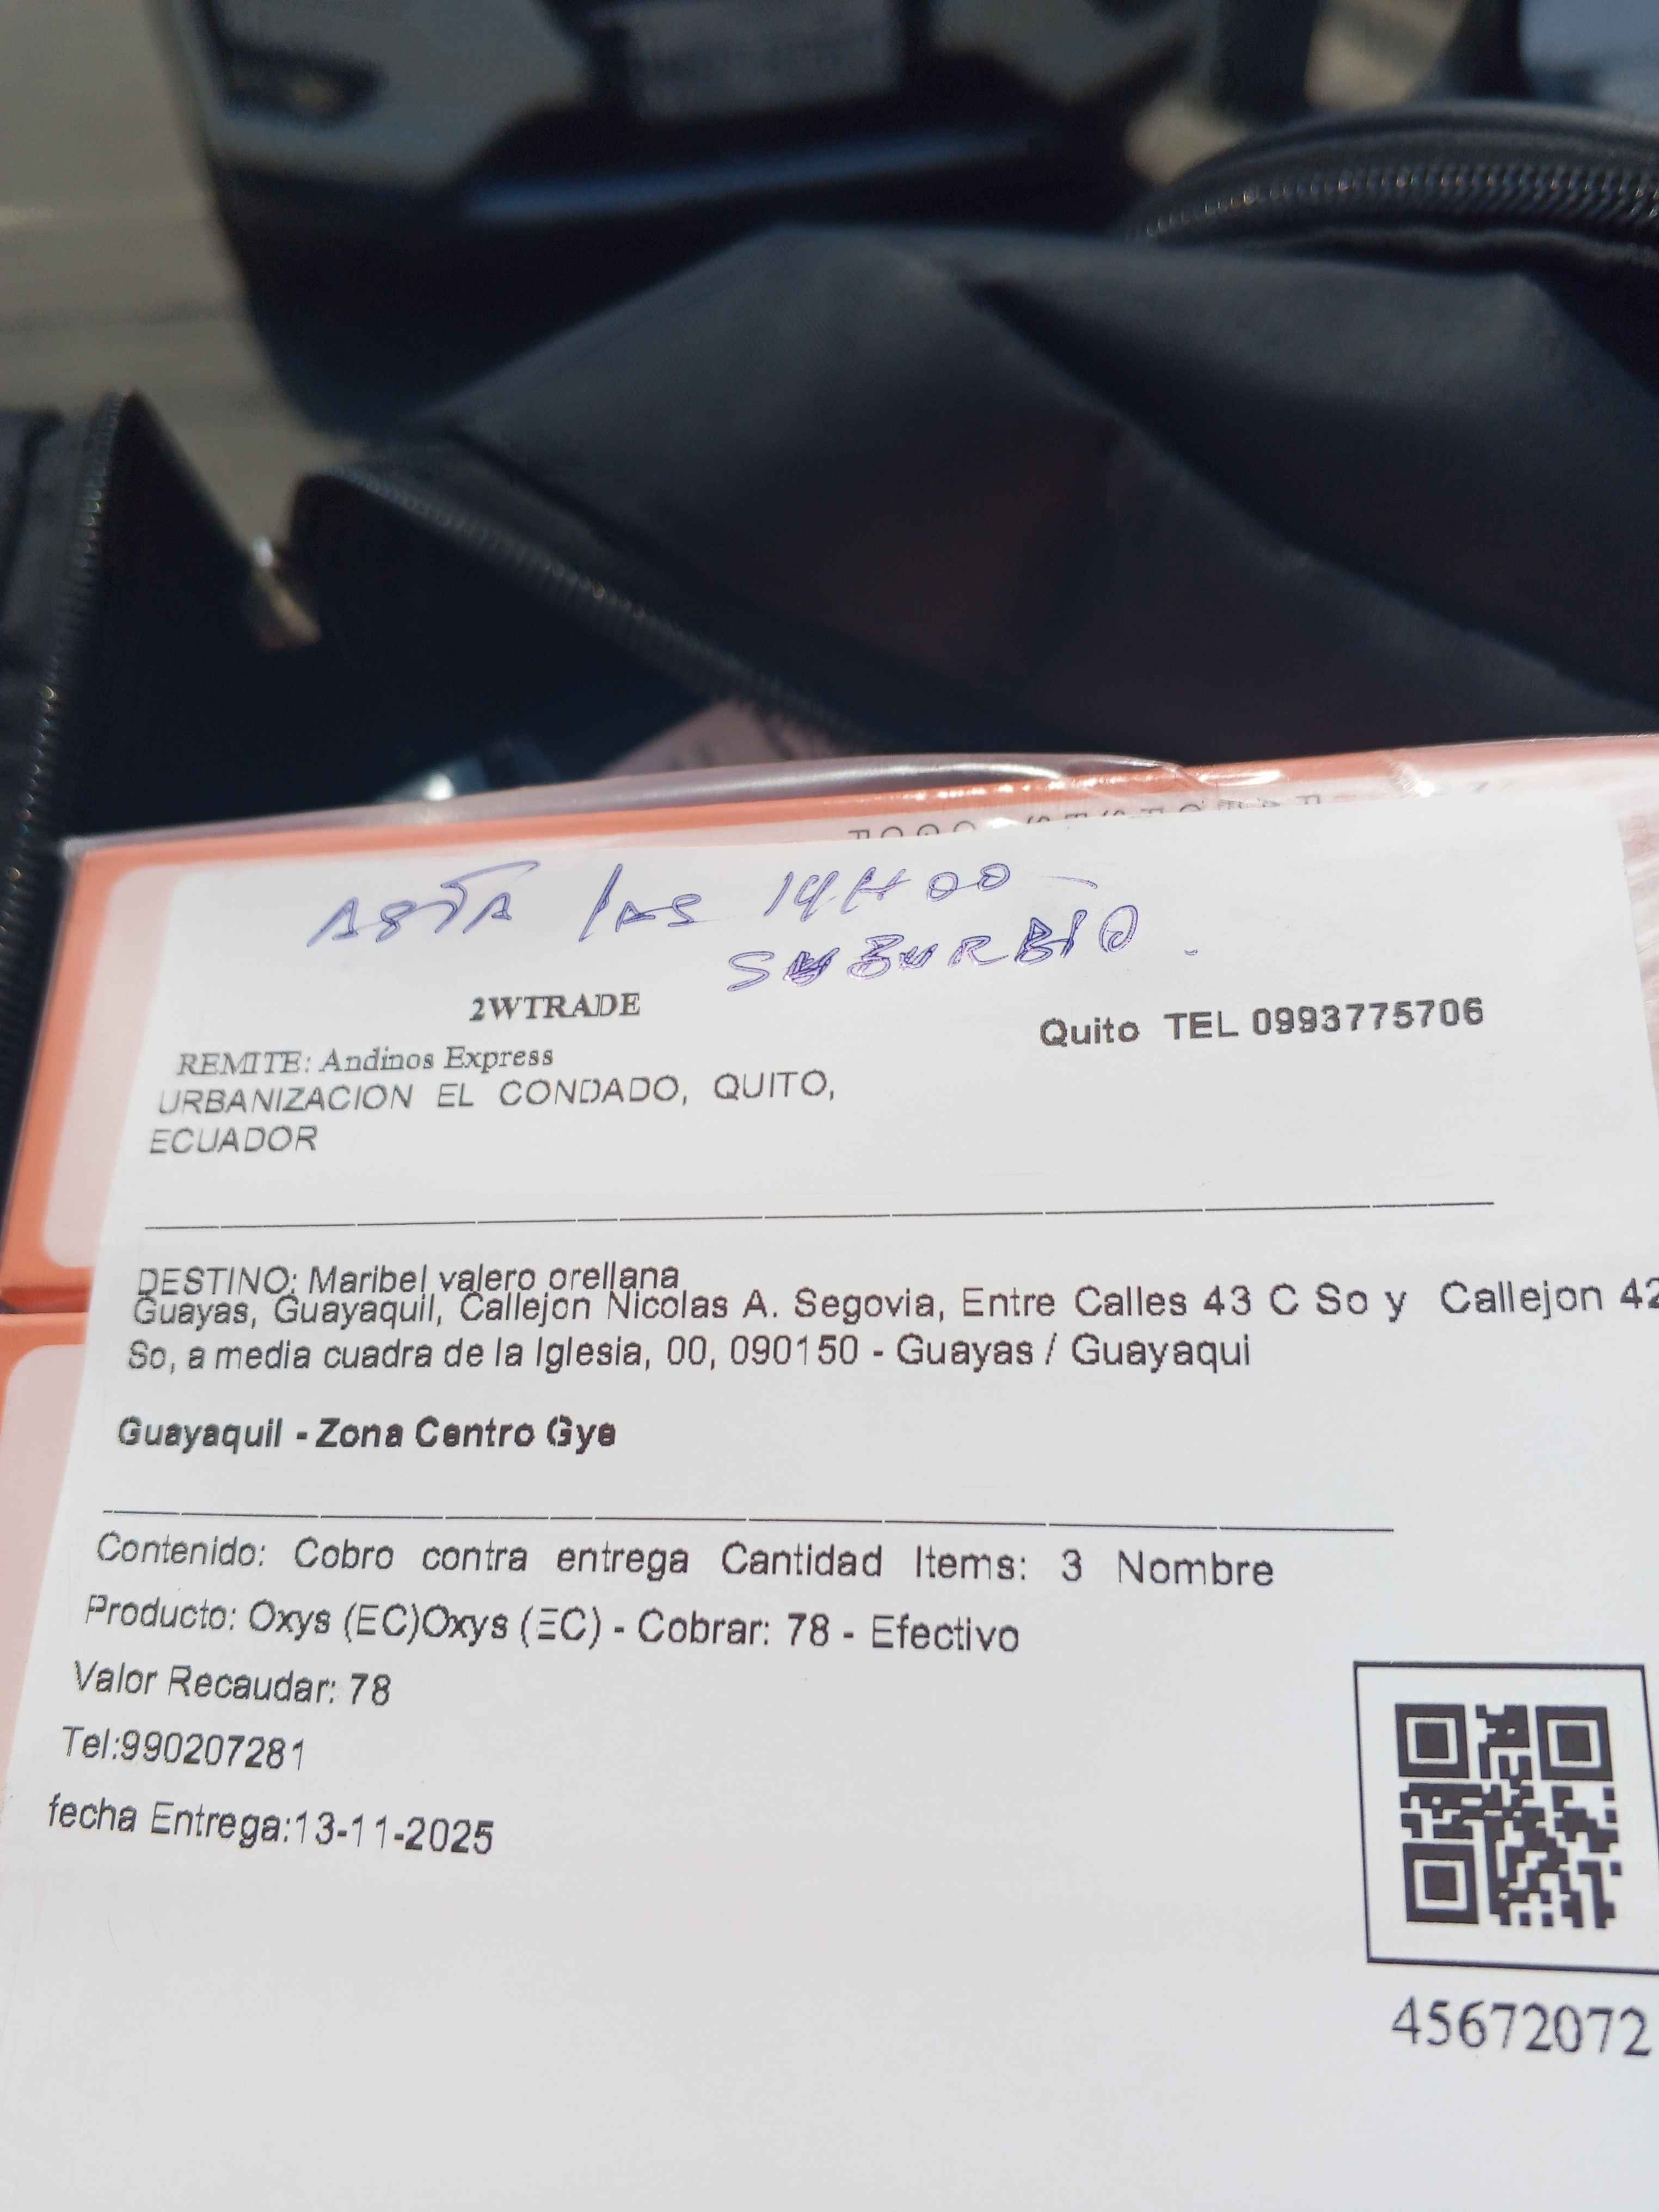 ASTA las 14H00 -
SUBURBIO.
2WTRADE
Quito TEL 0993775706
REMITE: Andinos Express
URBANIZACION EL CONDADO, QUITO,
ECUADOR
DESTINO: Maribel valero orellana
Guayas, Guayaquil, Callejon Nicolas A. Segovia, Entre Calles 43 C So y Callejon 42
So, a media cuadra de la Iglesia, 00, 090150 - Guayas / Guayaqui
Guayaquil - Zona Centro Gye
Contenido: Cobro contra entrega Cantidad Items: 3 Nombre
Producto: Oxys (EC)Oxys (EC) - Cobrar: 78 - Efectivo
Valor Recaudar: 78
Tel:990207281
fecha Entrega:13-11-2025
45672072